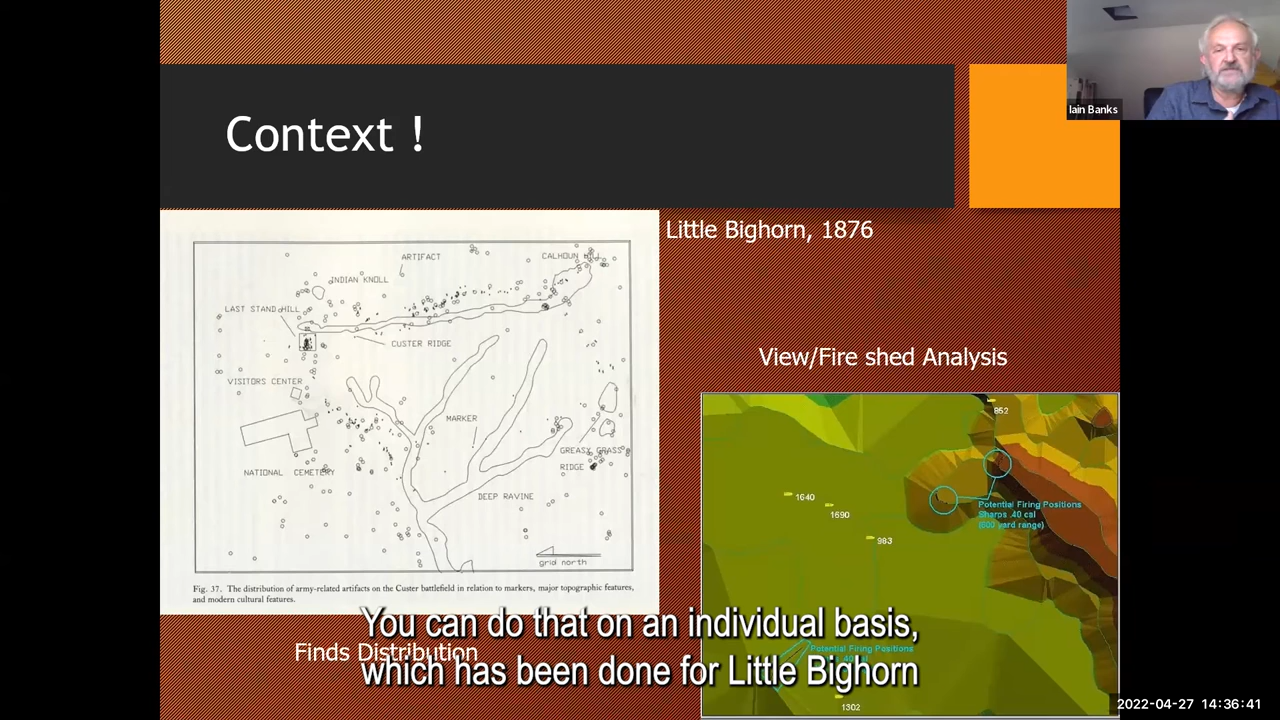 Iain Banks
Context !
Little Bighorn, 1876
ARTIFACT
CALHOUN HILL
INDIAN KNOLL
LAST STAND HILL
CUSTER RIDGE
VISITORS CENTER
MARKER
GREASY GRASS
RIDGE
NATIONAL CEMETERY
DEEP RAVINE
grid north
Fig. 37. The distribution of army-related artifacts on the Custer battlefield in relation to markers, major topographic features,
and modern cultural features.
Finds Distribution
View/Fire shed Analysis
852
1640
1690
983
Potential Firing Positions
Sharps .40 cal
(600 yard range)
Potential Firing Positions
1302
You can do that on an individual basis,
which has been done for Little Bighorn
2022-04-27 14:36:41